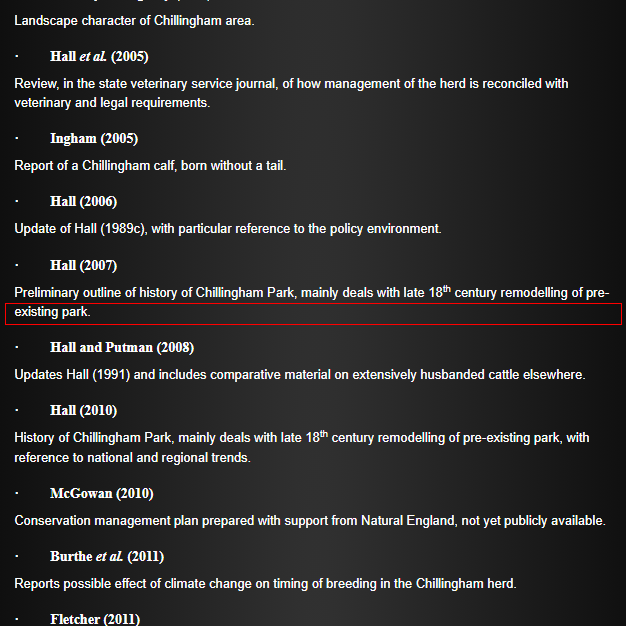 Landscape character of Chillingham area.
· Hall et al. (2005)
Review, in the state veterinary service journal, of how management of the herd is reconciled with
veterinary and legal requirements.
· Ingham (2005)
Report of a Chillingham calf, born without a tail.
· Hall (2006)
Update of Hall (1989c), with particular reference to the policy environment.
· Hall (2007)
Preliminary outline of history of Chillingham Park, mainly deals with late 18th century remodelling of pre-
existing park.
· Hall and Putman (2008)
Updates Hall (1991) and includes comparative material on extensively husbanded cattle elsewhere.
· Hall (2010)
History of Chillingham Park, mainly deals with late 18th century remodelling of pre-existing park, with
reference to national and regional trends.
· McGowan (2010)
Conservation management plan prepared with support from Natural England, not yet publicly available.
· Burthe et al. (2011)
Reports possible effect of climate change on timing of breeding in the Chillingham herd.
· Fletcher (2011)